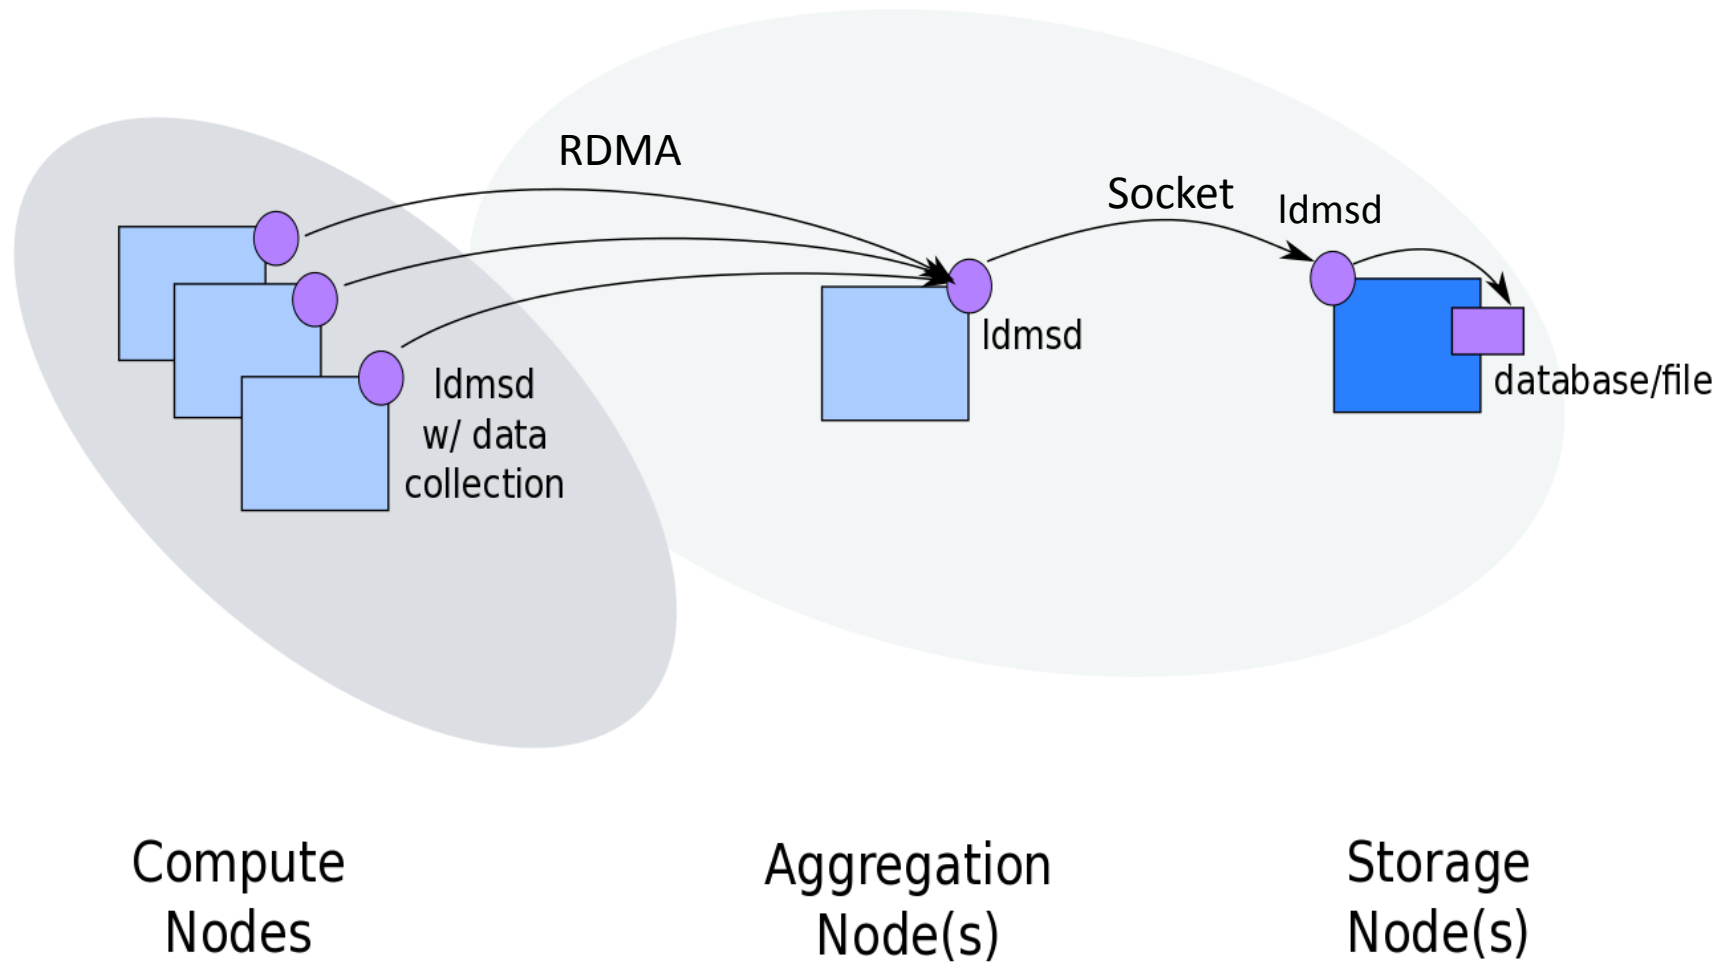 RDMA
Socket
ldmsd
ldmsd
database/file
ldmsd
w/ data
collection
Compute
Nodes
Aggregation
Node(s)
Storage
Node(s)